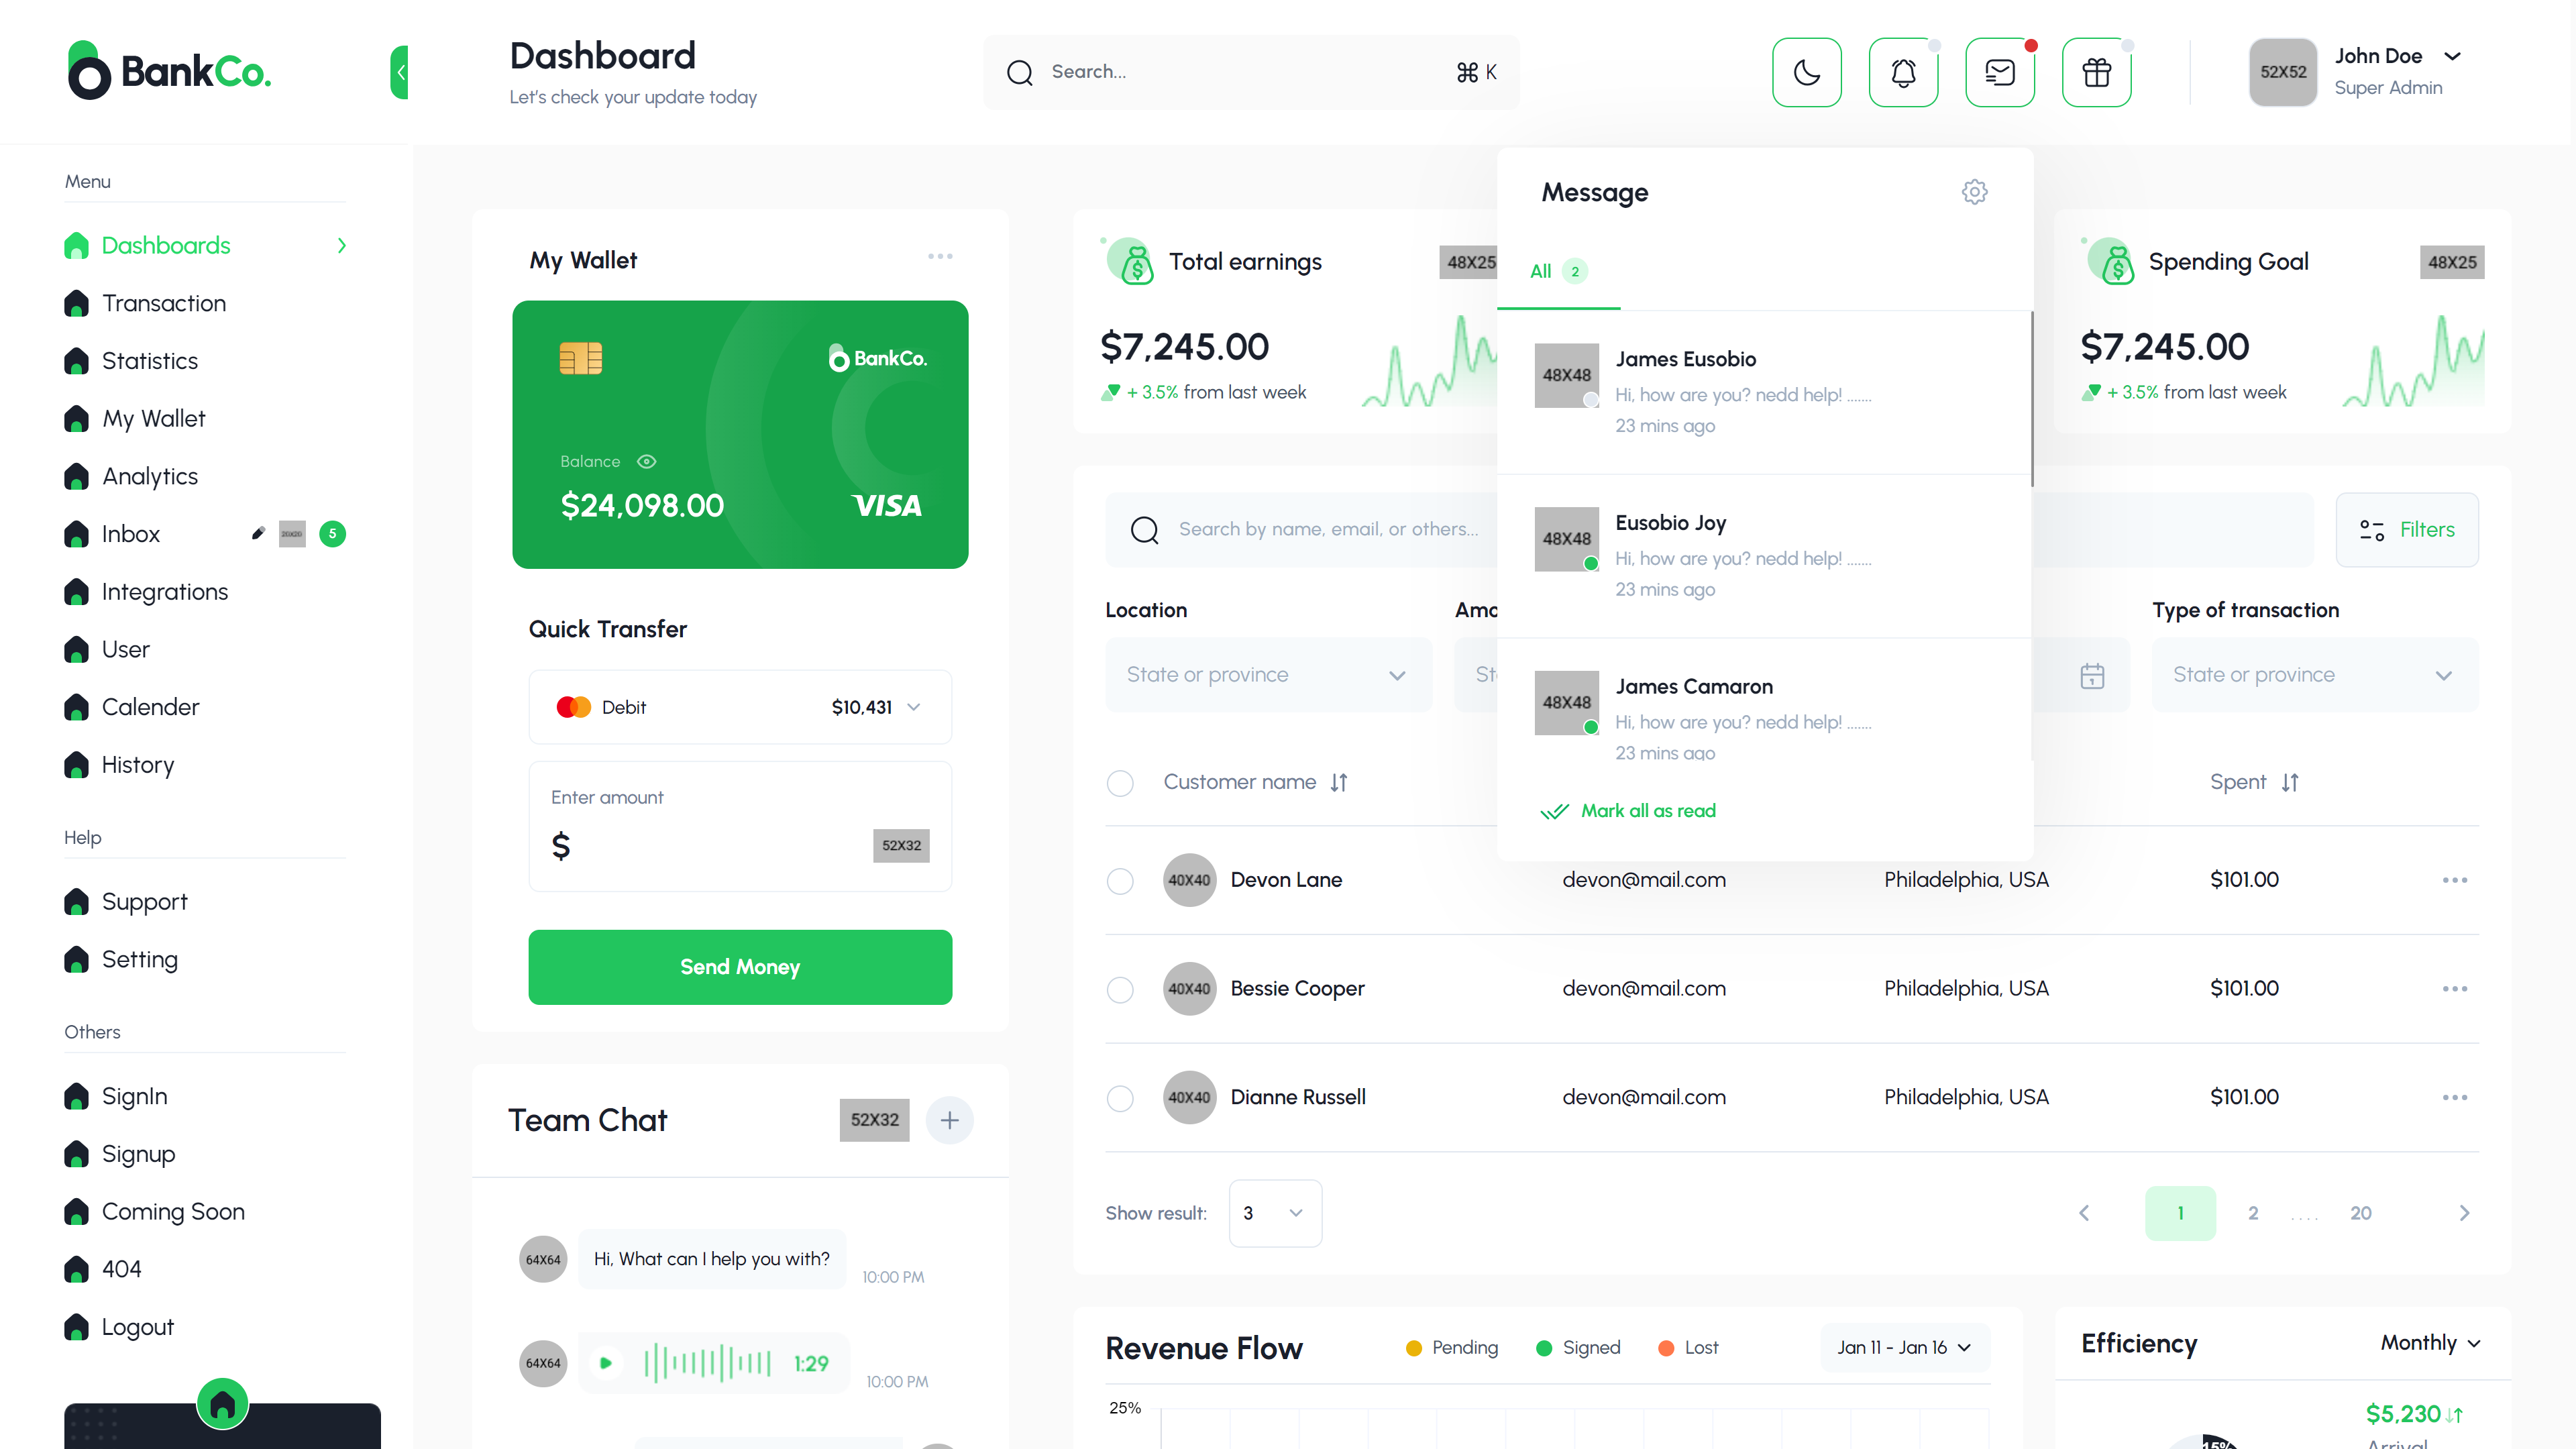 BankCo.
Dashboard
Let's check your update today
Search...
⌘ K
52X52
John Doe
Super Admin
Menu
Dashboards
Transaction
Statistics
My Wallet
Analytics
Inbox
5
Integrations
User
Calender
History
Help
Support
Setting
Others
SignIn
Signup
Coming Soon
404
Logout
My Wallet
BankCo.
Balance
$24,098.00
VISA
Quick Transfer
Debit
$10,431
Enter amount
$
52X32
Send Money
Team Chat
52X32
64X64
Hi, What can I help you with?
10:00 PM
64X64
1:29
10:00 PM
Total earnings
48X25
$7,245.00
+ 3.5% from last week
Message
All 2
48X48
James Eusobio
Hi, how are you? nedd help! .......
23 mins ago
48X48
Eusobio Joy
Hi, how are you? nedd help! .......
23 mins ago
48X48
James Camaron
Hi, how are you? nedd help! .......
23 mins ago
Mark all as read
Spending Goal
48X25
$7,245.00
+ 3.5% from last week
Search by name, email, or others...
Filters
Location
State or province
Amo
St
Type of transaction
State or province
Customer name
Spent
40X40 Devon Lane devon@mail.com Philadelphia, USA $101.00
40X40 Bessie Cooper devon@mail.com Philadelphia, USA $101.00
40X40 Dianne Russell devon@mail.com Philadelphia, USA $101.00
Show result: 3
1 2 .... 20
Revenue Flow
Pending
Signed
Lost
Jan 11 - Jan 16
25%
Efficiency
Monthly
$5,230
Arrival